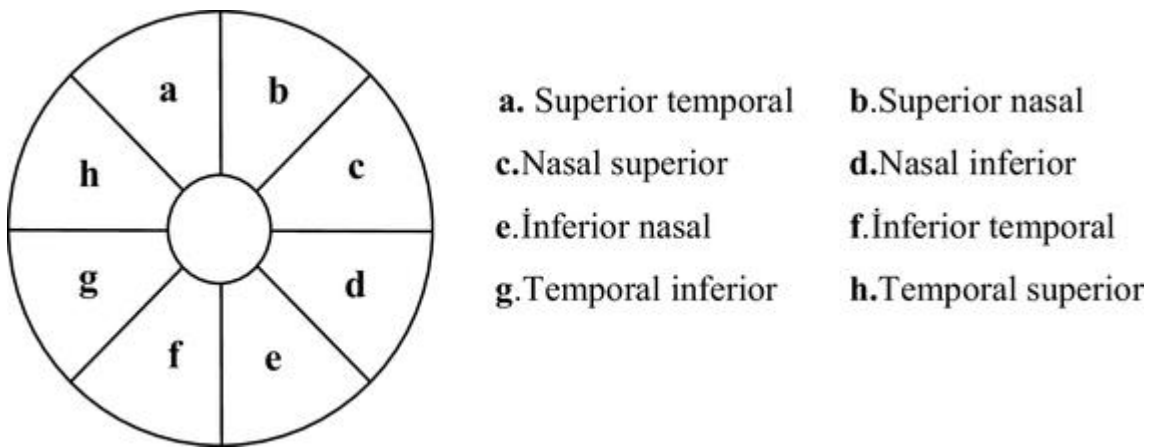 a b
h c
g d
f e
a. Superior temporal b.Superior nasal
c.Nasal superior d.Nasal inferior
e.İnferior nasal f.İnferior temporal
g.Temporal inferior h.Temporal superior